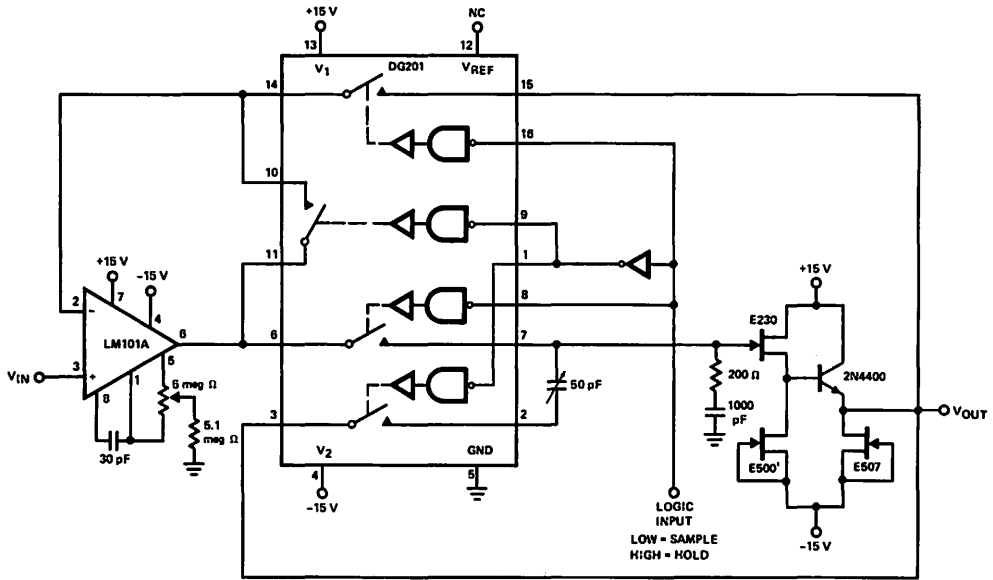 +15 V
NC
13
12
V1
DG201
VREF
14
15
16
10
9
1
11
+15 V
-15 V
8
7
4
2
-
6
6
7
LM101A
5
VIN
3
+
1
8
5 meg Ω
5.1
meg Ω
30 pF
50 pF
3
2
V2
GND
4
5
-15 V
LOGIC
INPUT
LOW = SAMPLE
HIGH = HOLD
+15 V
E230
200 Ω
2N4400
1000
pF
VOUT
E500'
E507
-15 V